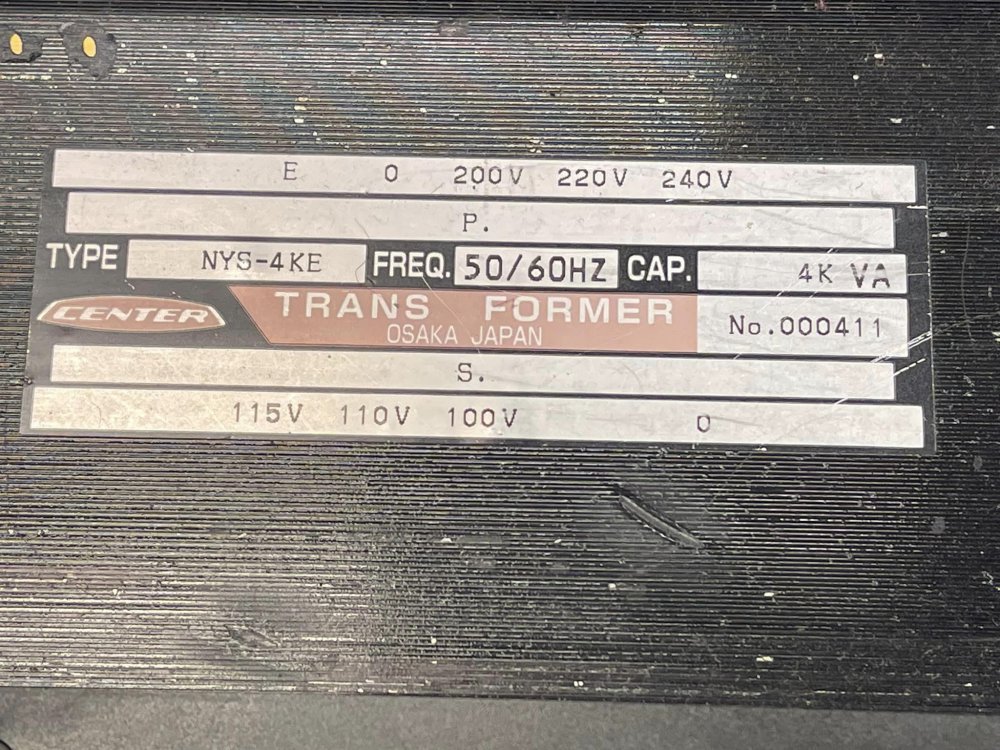 E 0 200V 220V 240V
P.
TYPE NYS-4KE FREQ. 50/60HZ CAP. 4K VA
CENTER TRANS FORMER No.000411
OSAKA JAPAN
S.
115V 110V 100V 0